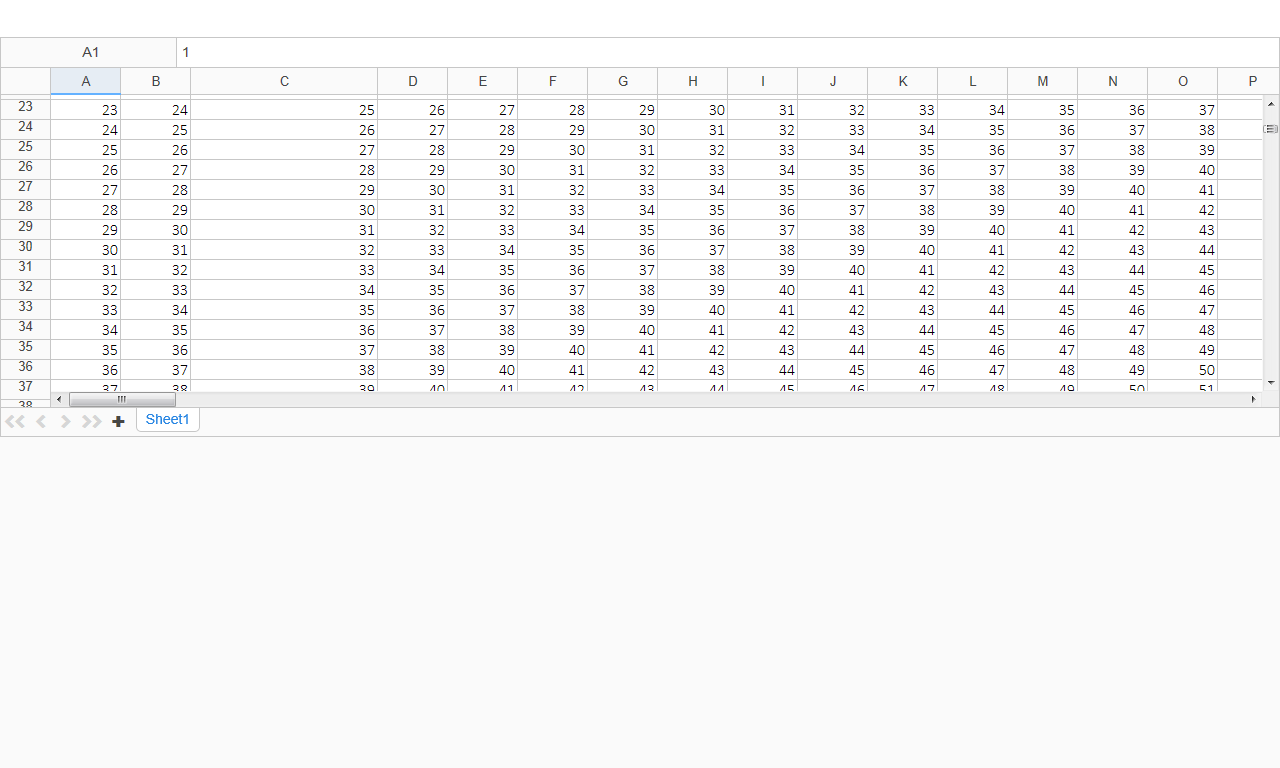 A1 1
A B C D E F G H I J K L M N O P
23 23 24 25 26 27 28 29 30 31 32 33 34 35 36 37
24 24 25 26 27 28 29 30 31 32 33 34 35 36 37 38
25 25 26 27 28 29 30 31 32 33 34 35 36 37 38 39
26 26 27 28 29 30 31 32 33 34 35 36 37 38 39 40
27 27 28 29 30 31 32 33 34 35 36 37 38 39 40 41
28 28 29 30 31 32 33 34 35 36 37 38 39 40 41 42
29 29 30 31 32 33 34 35 36 37 38 39 40 41 42 43
30 30 31 32 33 34 35 36 37 38 39 40 41 42 43 44
31 31 32 33 34 35 36 37 38 39 40 41 42 43 44 45
32 32 33 34 35 36 37 38 39 40 41 42 43 44 45 46
33 33 34 35 36 37 38 39 40 41 42 43 44 45 46 47
34 34 35 36 37 38 39 40 41 42 43 44 45 46 47 48
35 35 36 37 38 39 40 41 42 43 44 45 46 47 48 49
36 36 37 38 39 40 41 42 43 44 45 46 47 48 49 50
37 37 38 39 40 41 42 43 44 45 46 47 48 49 50 51
38
Sheet1